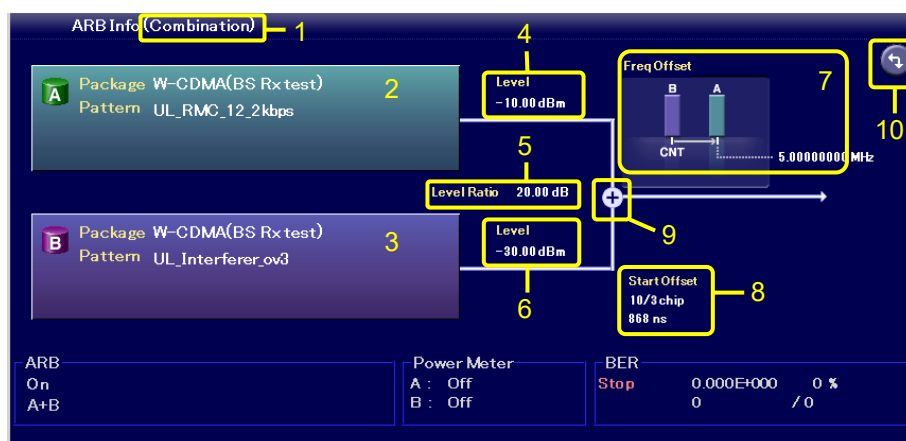 ARB Info (Combination)
1
4
A
Package W-CDMA(BS Rx test)
Pattern UL_RMC_12_2kbps
2
Level
-10.00 dBm
Freq Offset
B A
CNT
5.00000000 MHz
7
10
5
Level Ratio 20.00 dB
B
Package W-CDMA(BS Rx test)
Pattern UL_Interferer_ov3
3
Level
-30.00 dBm
6
9
Start Offset
10/3 chip
868 ns
8
ARB
On
A+B
Power Meter
A : Off
B : Off
BER
Stop 0.000E+000 0 %
0 / 0